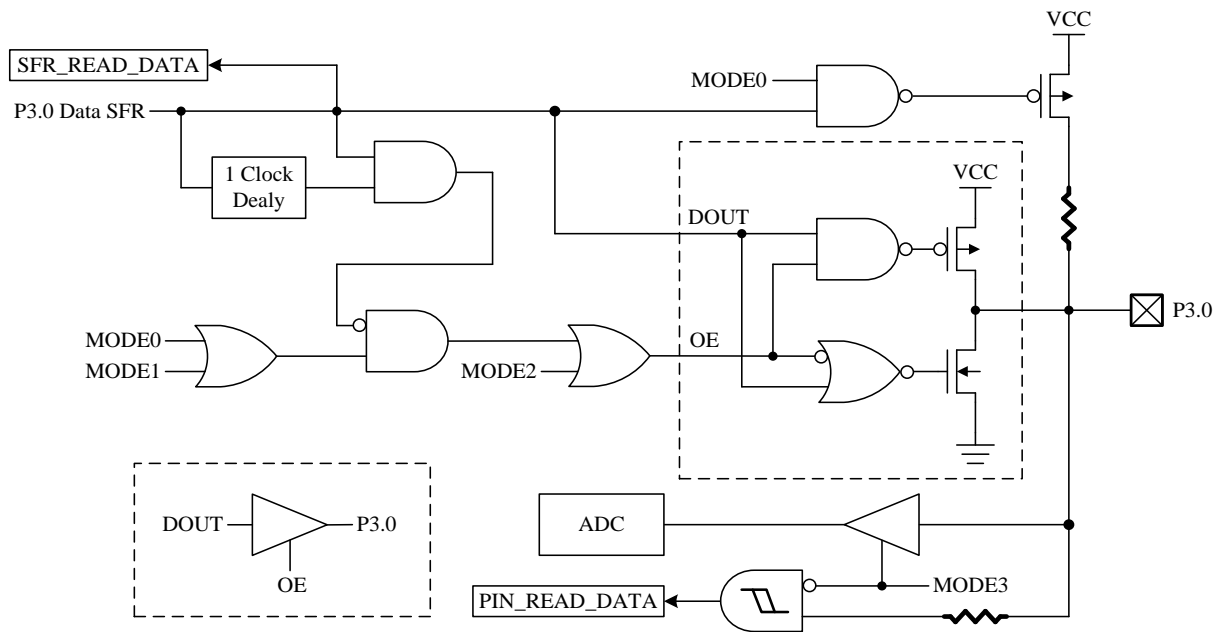 VCC
SFR_READ_DATA
MODE0
P3.0 Data SFR
1 Clock
Dealy
VCC
DOUT
P3.0
MODE0
MODE1
MODE2
OE
DOUT
P3.0
OE
ADC
MODE3
PIN_READ_DATA